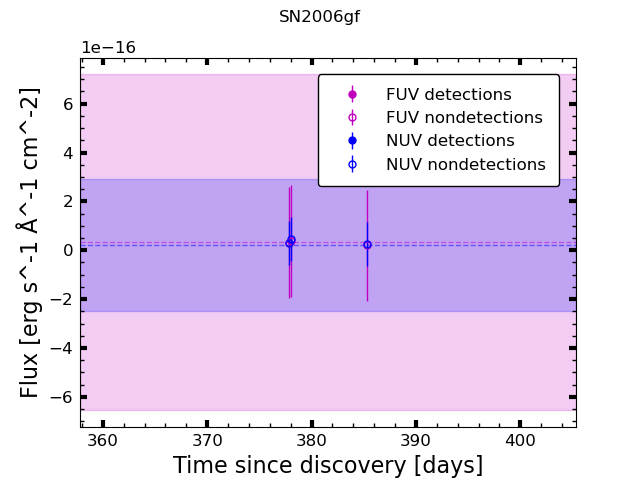 SN2006gf
1e−16
6
4
2
0
−2
−4
−6
Flux [erg s^-1 Å^-1 cm^-2]
FUV detections
FUV nondetections
NUV detections
NUV nondetections
360 370 380 390 400
Time since discovery [days]